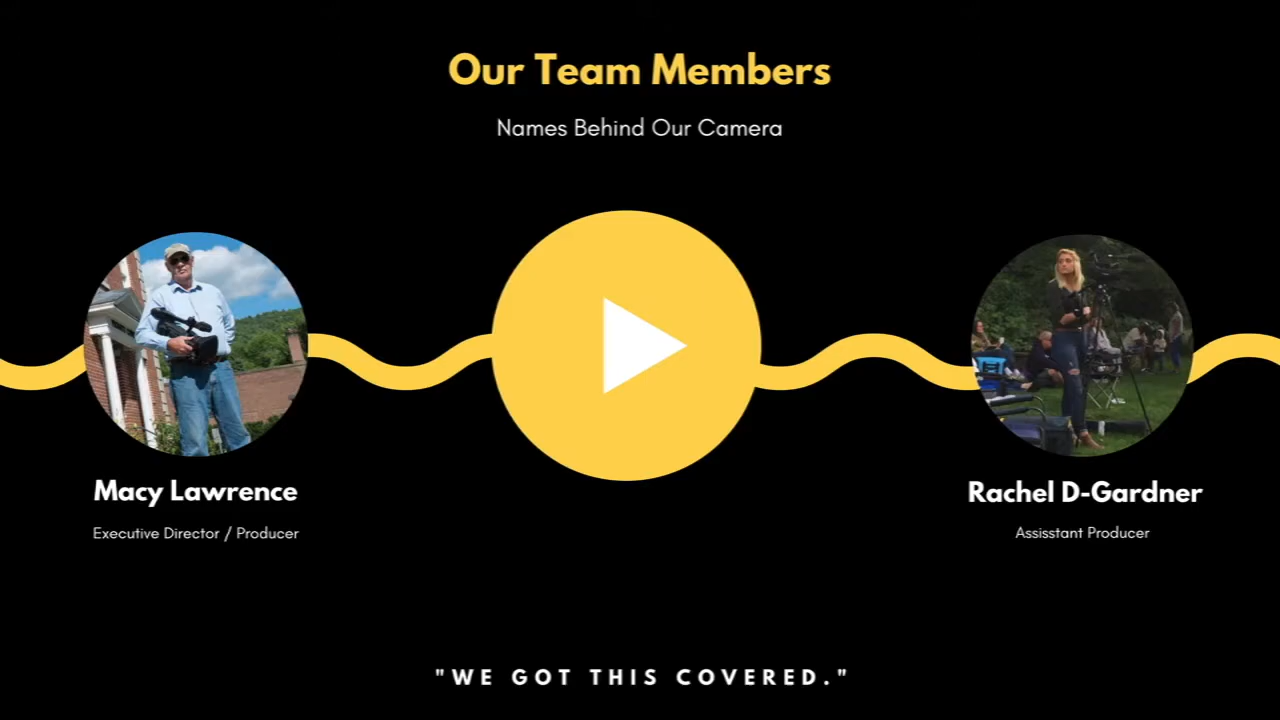 Our Team Members
Names Behind Our Camera
Macy Lawrence
Executive Director / Producer
Rachel D-Gardner
Assisstant Producer
"WE GOT THIS COVERED."